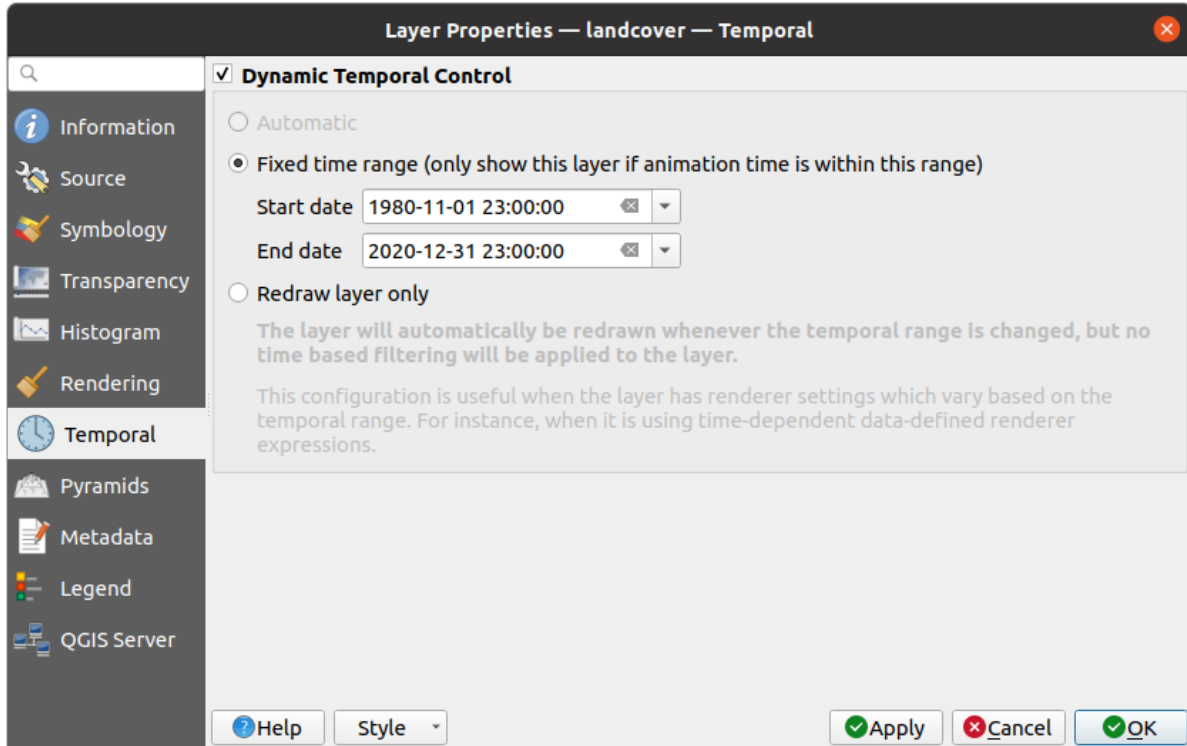 Layer Properties — landcover — Temporal
Dynamic Temporal Control
Information
Source
Symbology
Transparency
Histogram
Rendering
Temporal
Pyramids
Metadata
Legend
QGIS Server
Automatic
Fixed time range (only show this layer if animation time is within this range)
Start date 1980-11-01 23:00:00
End date 2020-12-31 23:00:00
Redraw layer only
The layer will automatically be redrawn whenever the temporal range is changed, but no
time based filtering will be applied to the layer.
This configuration is useful when the layer has renderer settings which vary based on the
temporal range. For instance, when it is using time-dependent data-defined renderer
expressions.
Help Style Apply Cancel OK